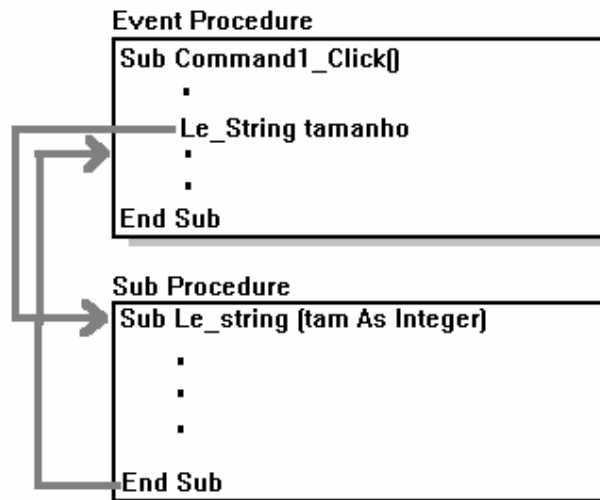 Event Procedure
Sub Command1_Click()
.
Le_String tamanho
.
.
End Sub
Sub Procedure
Sub Le_string (tam As Integer)
.
.
.
End Sub